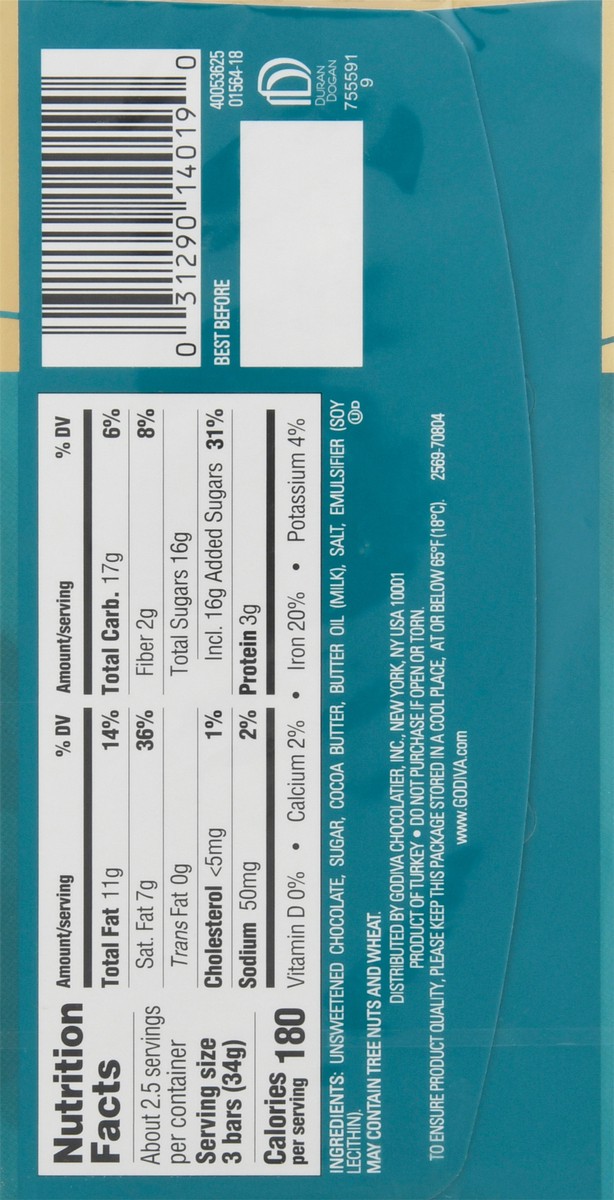 Nutrition
Facts
About 2.5 servings
per container
Serving size
3 bars (34g)
Calories 180
per serving
Amount/serving % DV
Total Fat 11g 14%
Sat. Fat 7g 36%
Trans Fat 0g
Cholesterol <5mg 1%
Sodium 50mg 2%
Amount/serving % DV
Total Carb. 17g 6%
Fiber 2g 8%
Total Sugars 16g
Incl. 16g Added Sugars 31%
Protein 3g
Vitamin D 0% • Calcium 2% • Iron 20% • Potassium 4%
INGREDIENTS: UNSWEETENED CHOCOLATE, SUGAR, COCOA BUTTER, BUTTER OIL (MILK), SALT, EMULSIFIER (SOY
LECITHIN).
UD
MAY CONTAIN TREE NUTS AND WHEAT.
DISTRIBUTED BY GODIVA CHOCOLATIER, INC., NEW YORK, NY USA 10001
PRODUCT OF TURKEY • DO NOT PURCHASE IF OPEN OR TORN.
TO ENSURE PRODUCT QUALITY, PLEASE KEEP THIS PACKAGE STORED IN A COOL PLACE, AT OR BELOW 65°F (18°C). 2569-70804
www.GODIVA.com
0 31290 14019 0
BEST BEFORE
40053625
01564-18
DURAN
DOGAN
755591
9